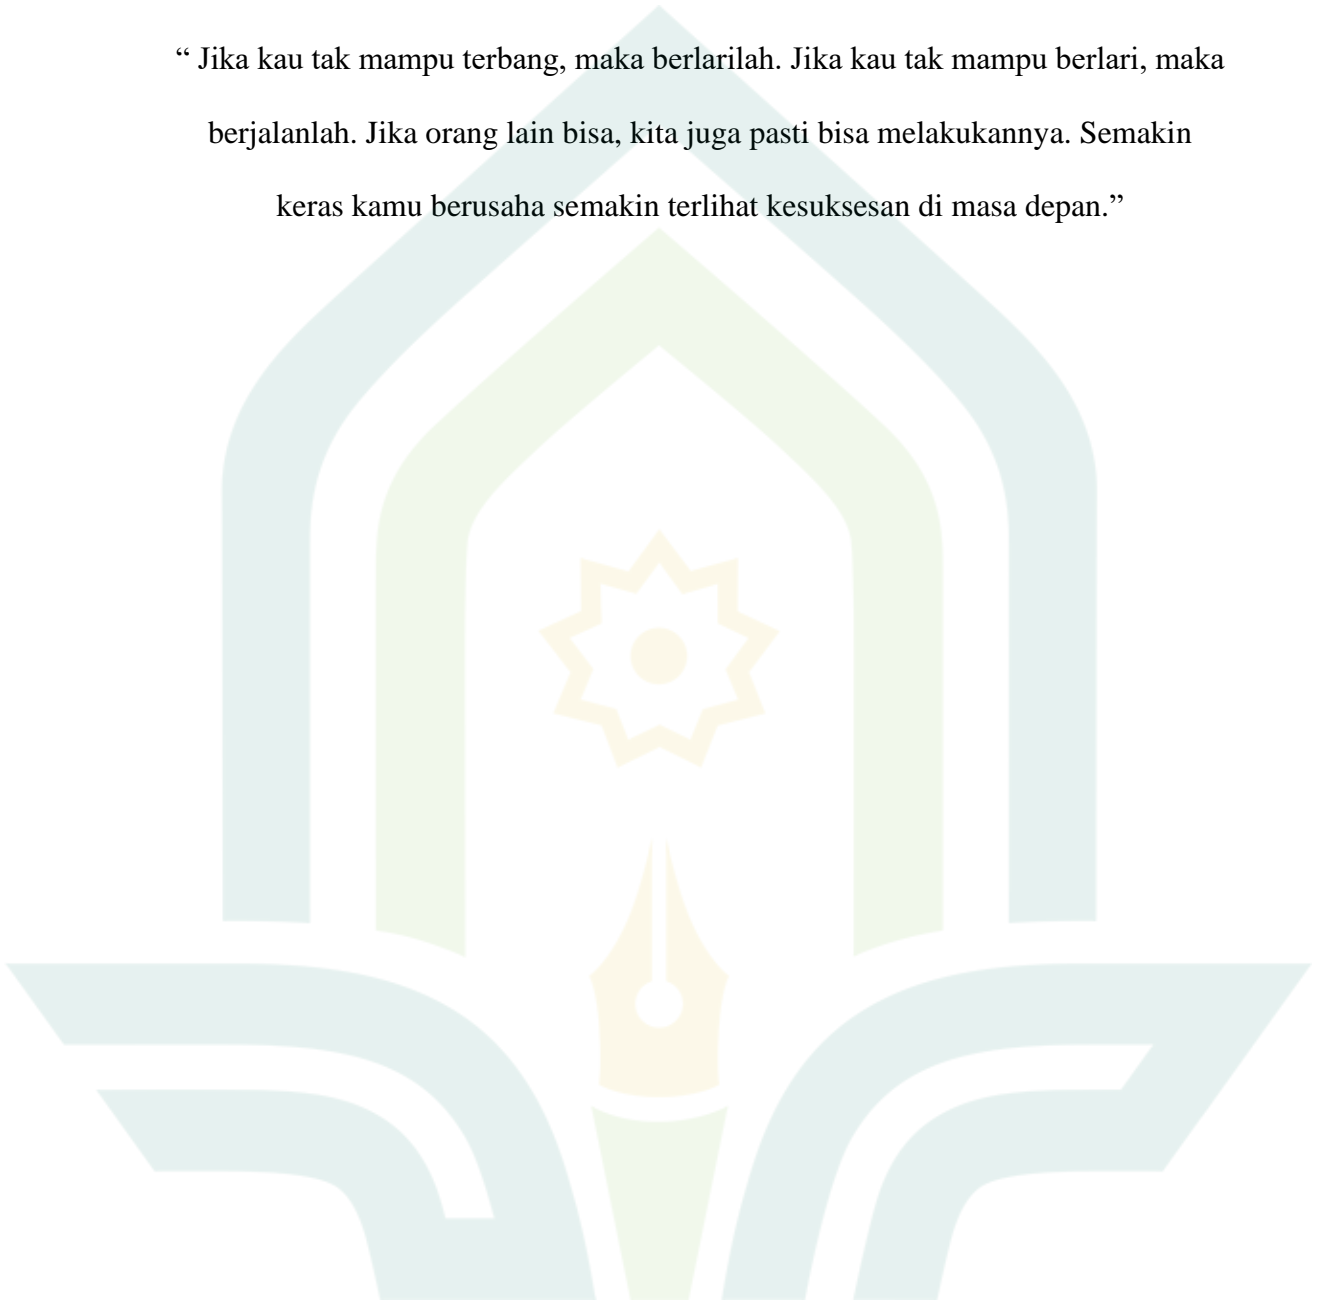 “ Jika kau tak mampu terbang, maka berlarilah. Jika kau tak mampu berlari, maka
berjalanlah. Jika orang lain bisa, kita juga pasti bisa melakukannya. Semakin
keras kamu berusaha semakin terlihat kesuksesan di masa depan.”